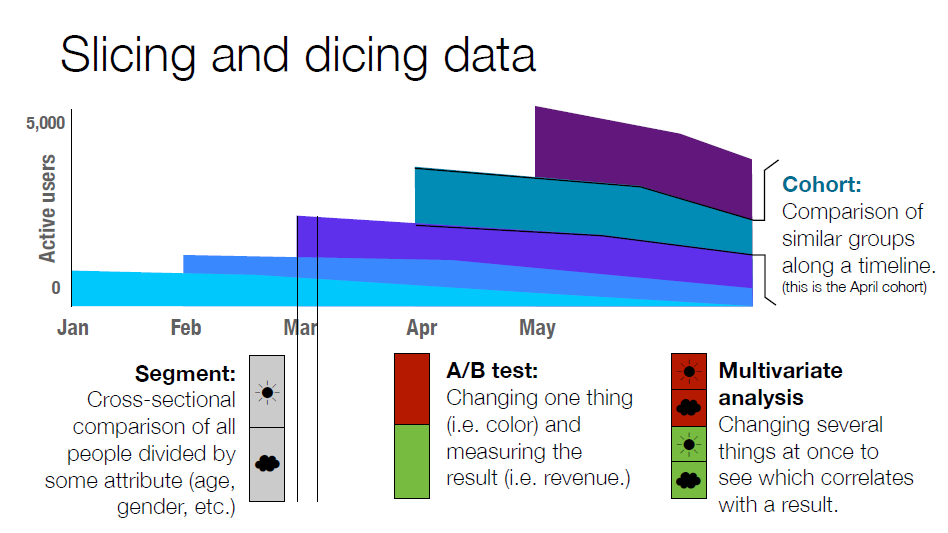 Slicing and dicing data
5,000
Active users
0
Jan
Feb
Mar
Apr
May
Cohort:
Comparison of
similar groups
along a timeline.
(this is the April cohort)
Segment:
Cross-sectional
comparison of all
people divided by
some attribute (age,
gender, etc.)
A/B test:
Changing one thing
(i.e. color) and
measuring the
result (i.e. revenue.)
Multivariate
analysis
Changing several
things at once to
see which correlates
with a result.